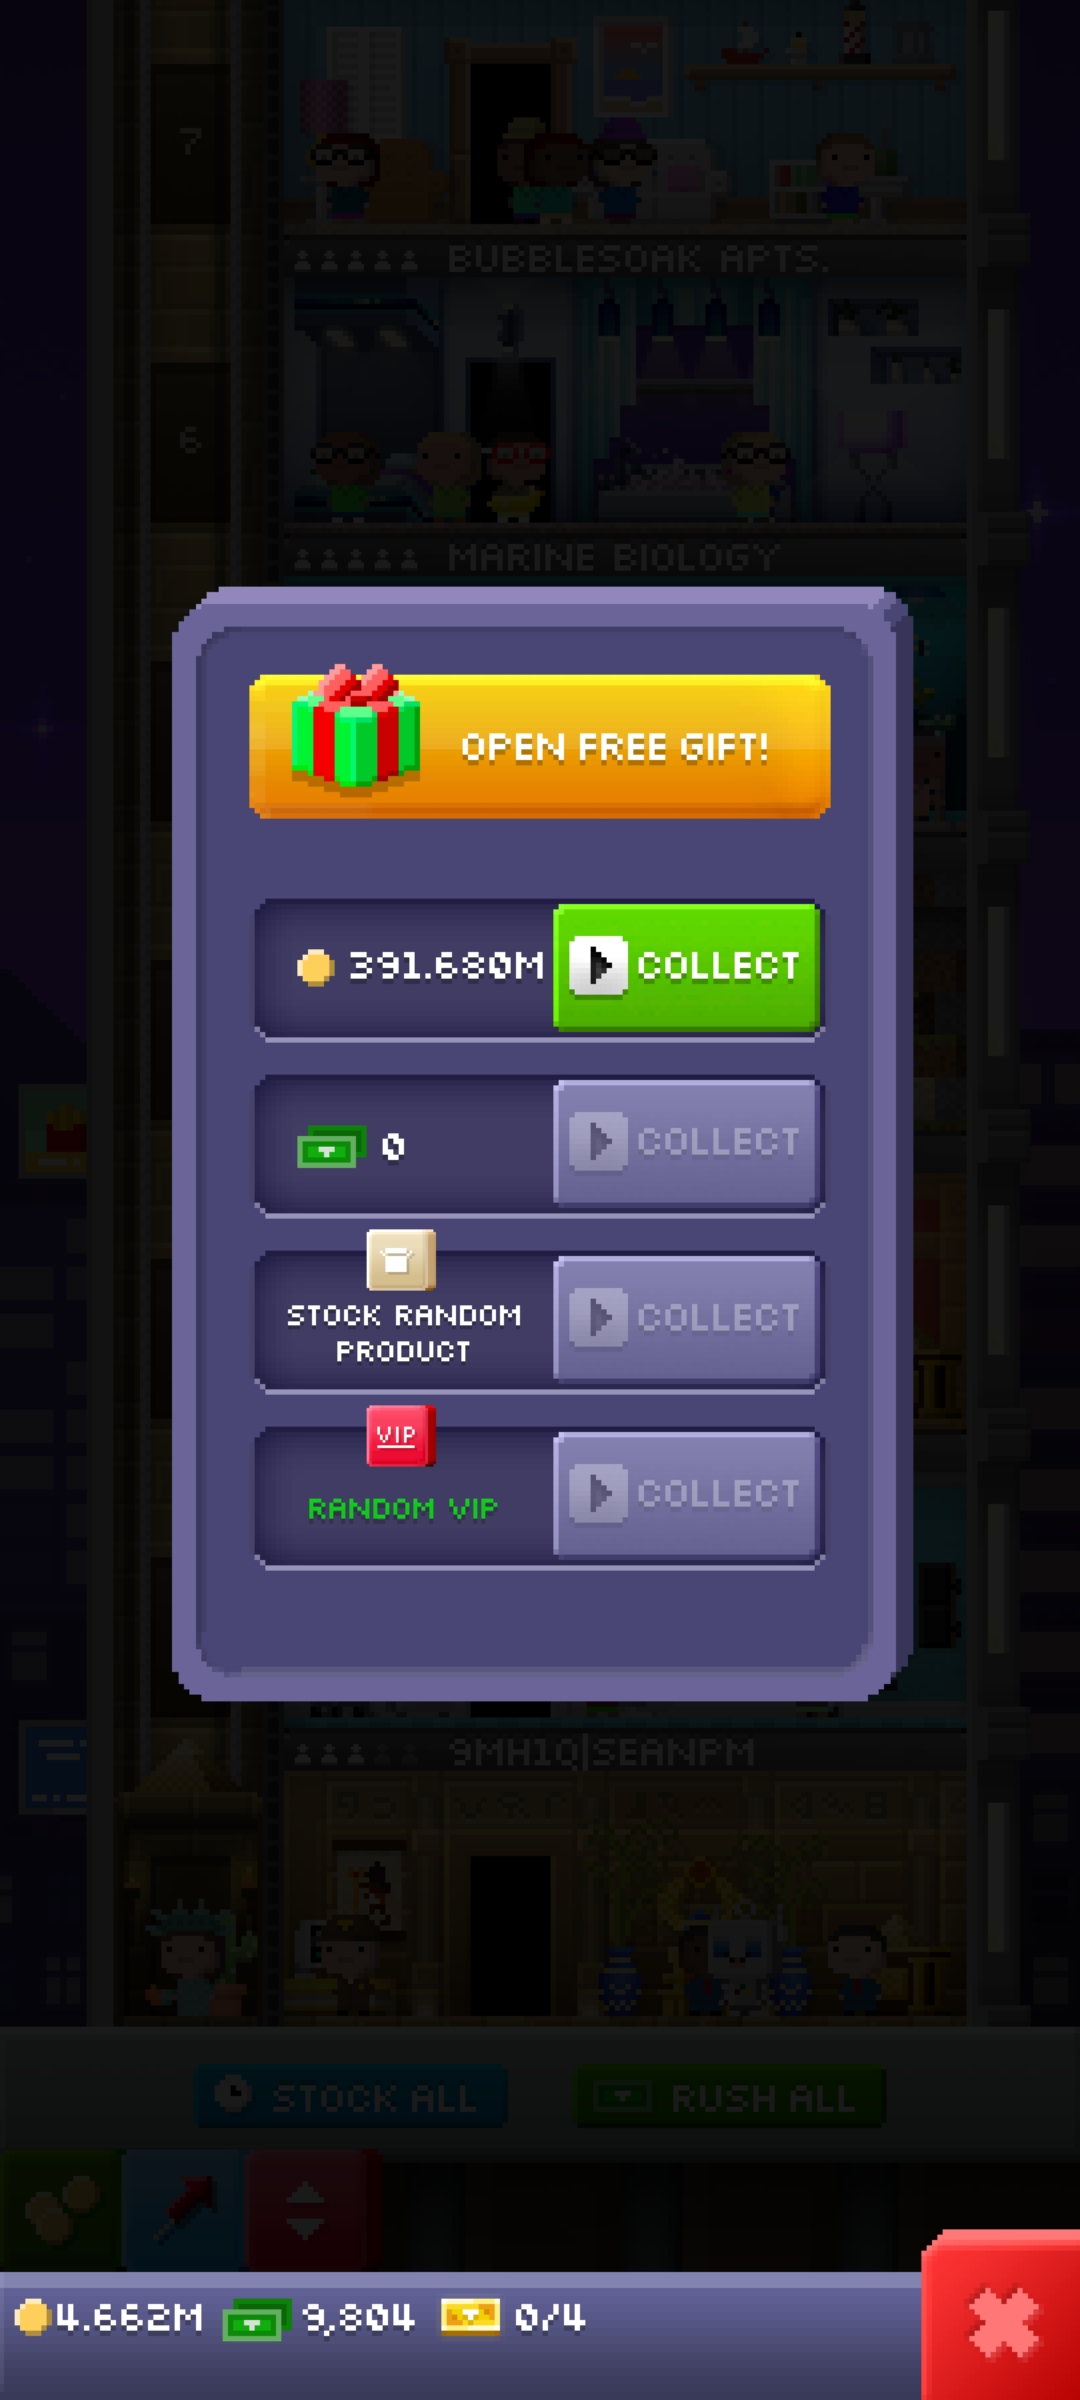 7
BUBBLESOAK APTS.
6
MARINE BIOLOGY
OPEN FREE GIFT!
391.680M COLLECT
0 COLLECT
STOCK RANDOM
PRODUCT
COLLECT
VIP
RANDOM VIP
COLLECT
9MH1Q|SEANPM
STOCK ALL RUSH ALL
4.662M 9,804 0/4